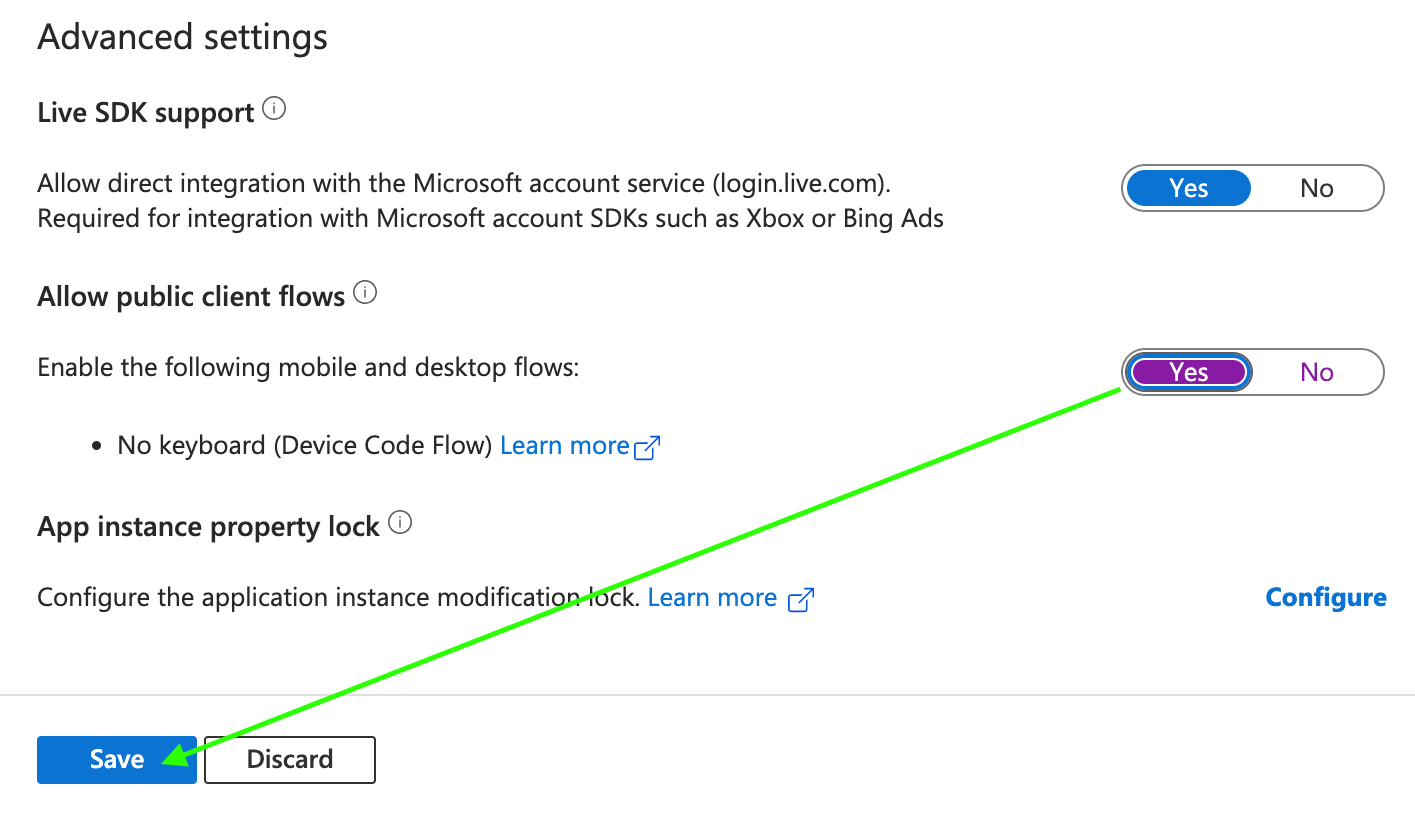 Advanced settings
Live SDK support
Allow direct integration with the Microsoft account service (login.live.com).
Required for integration with Microsoft account SDKs such as Xbox or Bing Ads
Yes No
Allow public client flows
Enable the following mobile and desktop flows:
Yes No
• No keyboard (Device Code Flow) Learn more
App instance property lock
Configure the application instance modification lock. Learn more
Configure
Save Discard